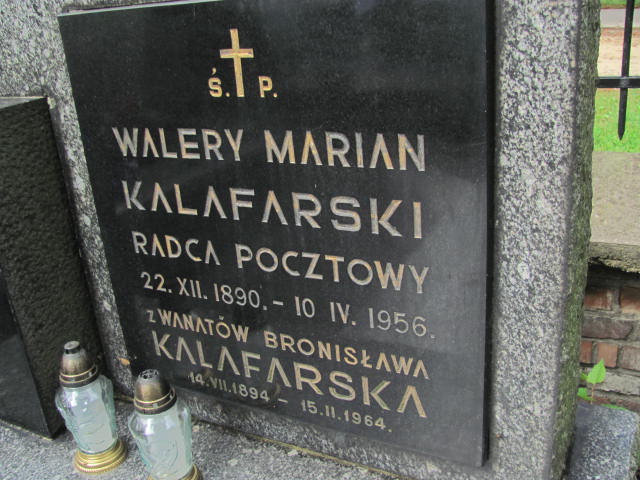 Ś. P.
WALERY MARIAN
KALAFARSKI
RADCA POCZTOWY
22.XII.1890.-10 IV.1956.
Z WANATÓW BRONISŁAWA
KALAFARSKA
14.VII.1894-15.II.1964.